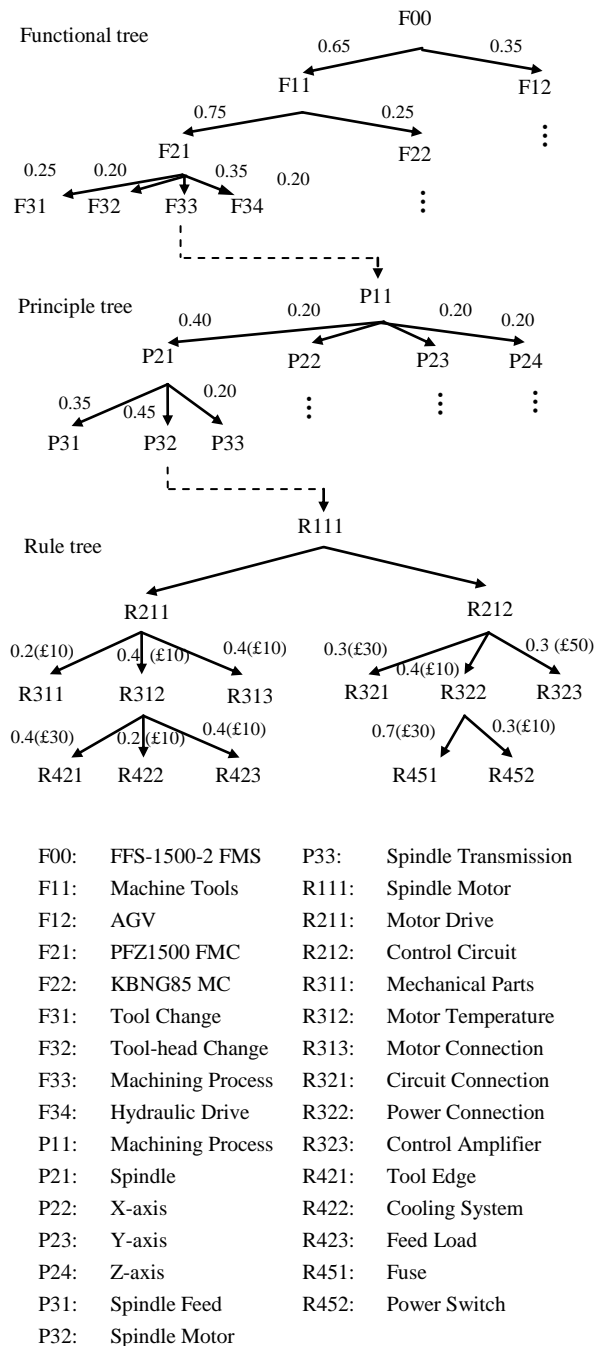 F00
Functional tree
0.65 0.35
F11 F12
0.75 0.25
F21 F22
0.25 0.20 0.35 0.20
F31 F32 F33 F34
P11
Principle tree
0.40 0.20 0.20 0.20
P21 P22 P23 P24
0.35 0.45 0.20
P31 P32 P33
R111
Rule tree
R211 R212
0.2(£10) 0.4 (£10) 0.4(£10) 0.3(£30) 0.4(£10) 0.3 (£50)
R311 R312 R313 R321 R322 R323
0.4(£30) 0.2 (£10) 0.4(£10) 0.7(£30) 0.3(£10)
R421 R422 R423 R451 R452
F00: FFS-1500-2 FMS P33: Spindle Transmission
F11: Machine Tools R111: Spindle Motor
F12: AGV R211: Motor Drive
F21: PFZ1500 FMC R212: Control Circuit
F22: KBNG85 MC R311: Mechanical Parts
F31: Tool Change R312: Motor Temperature
F32: Tool-head Change R313: Motor Connection
F33: Machining Process R321: Circuit Connection
F34: Hydraulic Drive R322: Power Connection
P11: Machining Process R323: Control Amplifier
P21: Spindle R421: Tool Edge
P22: X-axis R422: Cooling System
P23: Y-axis R423: Feed Load
P24: Z-axis R451: Fuse
P31: Spindle Feed R452: Power Switch
P32: Spindle Motor